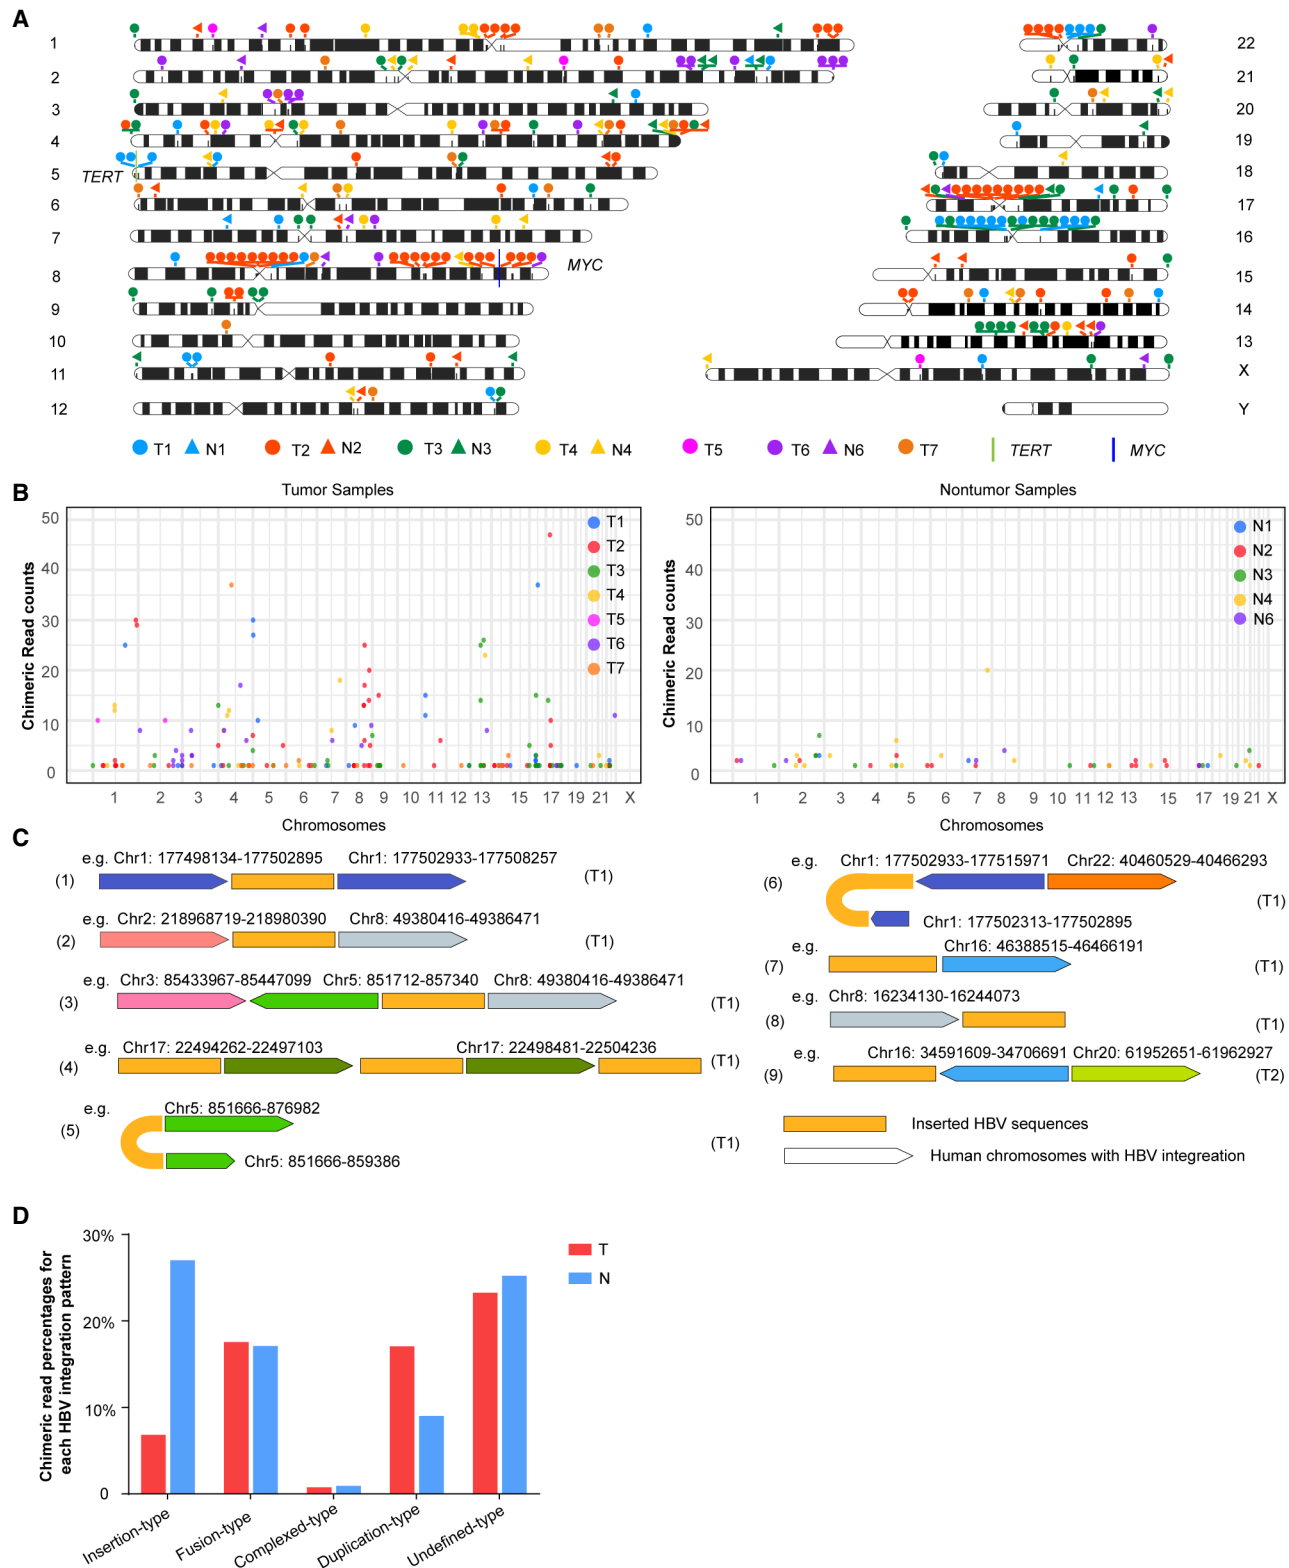 A
1
2
3
4
TERT
5
6
7
MYC
8
9
10
11
12
22
21
20
19
18
17
16
15
14
13
X
Y
T1 N1 T2 N2 T3 N3 T4 N4 T5 T6 N6 T7 TERT MYC
B
Tumor Samples
Chimeric Read counts
50
40
30
20
10
0
T1
T2
T3
T4
T5
T6
T7
1 2 3 4 5 6 7 8 9 10 11 12 13 15 17 19 21 X
Chromosomes
Nontumor Samples
Chimeric Read counts
50
40
30
20
10
0
N1
N2
N3
N4
N6
1 2 3 4 5 6 7 8 9 10 11 12 13 15 17 19 21 X
Chromosomes
C
e.g. Chr1: 177498134-177502895 Chr1: 177502933-177508257
(1) (T1)
e.g. Chr2: 218968719-218980390 Chr8: 49380416-49386471
(2) (T1)
e.g. Chr3: 85433967-85447099 Chr5: 851712-857340 Chr8: 49380416-49386471
(3) (T1)
e.g. Chr17: 22494262-22497103 Chr17: 22498481-22504236
(4) (T1)
e.g. Chr5: 851666-876982
(5) (T1)
Chr5: 851666-859386
e.g. Chr1: 177502933-177515971 Chr22: 40460529-40466293
(6) (T1)
Chr1: 177502313-177502895
e.g. Chr16: 46388515-46466191
(7) (T1)
e.g. Chr8: 16234130-16244073
(8) (T1)
e.g. Chr16: 34591609-34706691 Chr20: 61952651-61962927
(9) (T2)
Inserted HBV sequences
Human chromosomes with HBV integreation
D
Chimeric read percentages for
each HBV integration pattern
30%
20%
10%
0
T
N
Insertion-type
Fusion-type
Complexed-type
Duplication-type
Undefined-type